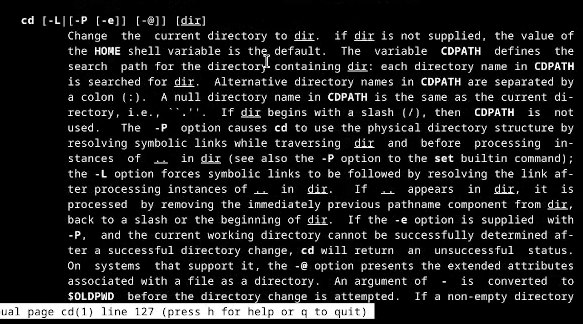 cd [-L|[-P [-e]] [-@]] [dir]
Change the current directory to dir. if dir is not supplied, the value of
the HOME shell variable is the default. The variable CDPATH defines the
search path for the directory containing dir: each directory name in CDPATH
is searched for dir. Alternative directory names in CDPATH are separated by
a colon (:). A null directory name in CDPATH is the same as the current di-
rectory, i.e., ``.''. If dir begins with a slash (/), then CDPATH is not
used. The -P option causes cd to use the physical directory structure by
resolving symbolic links while traversing dir and before processing in-
stances of .. in dir (see also the -P option to the set builtin command);
the -L option forces symbolic links to be followed by resolving the link af-
ter processing instances of .. in dir. If .. appears in dir, it is
processed by removing the immediately previous pathname component from dir,
back to a slash or the beginning of dir. If the -e option is supplied with
-P, and the current working directory cannot be successfully determined af-
ter a successful directory change, cd will return an unsuccessful status.
On systems that support it, the -@ option presents the extended attributes
associated with a file as a directory. An argument of - is converted to
$OLDPWD before the directory change is attempted. If a non-empty directory
ual page cd(1) line 127 (press h for help or q to quit)